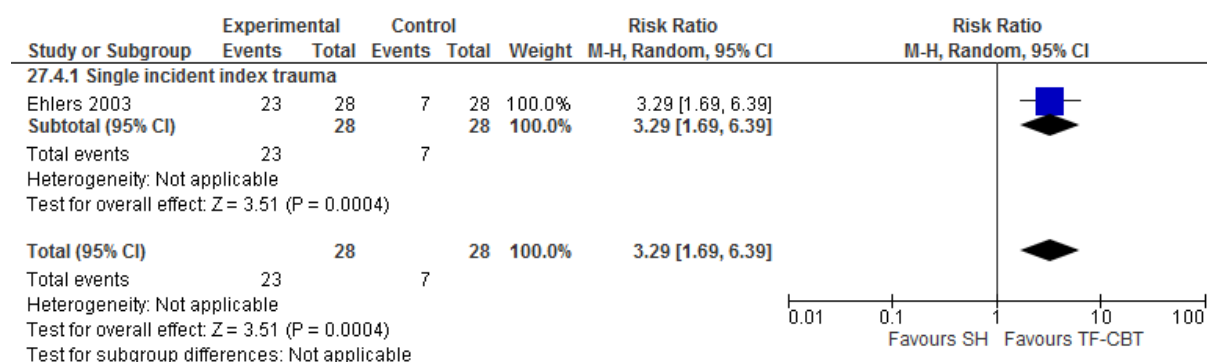 Experimental Control Risk Ratio Risk Ratio
Study or Subgroup Events Total Events Total Weight M-H, Random, 95% CI M-H, Random, 95% CI
27.4.1 Single incident index trauma
Ehlers 2003 23 28 7 28 100.0% 3.29 [1.69, 6.39]
Subtotal (95% CI) 28 28 100.0% 3.29 [1.69, 6.39]
Total events 23 7
Heterogeneity: Not applicable
Test for overall effect: Z = 3.51 (P = 0.0004)
Total (95% CI) 28 28 100.0% 3.29 [1.69, 6.39]
Total events 23 7
Heterogeneity: Not applicable
Test for overall effect: Z = 3.51 (P = 0.0004)
Test for subgroup differences: Not applicable
0.01 0.1 1 10 100
Favours SH Favours TF-CBT